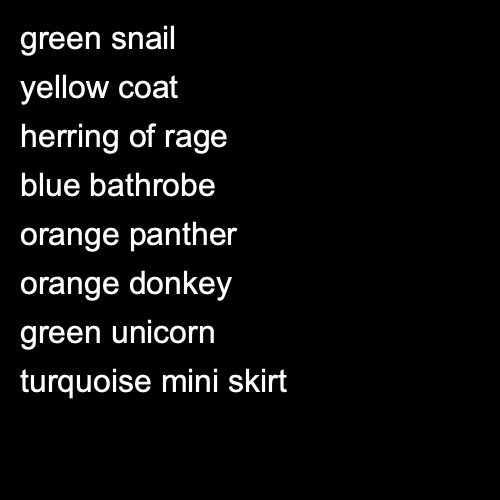 green snail
yellow coat
herring of rage
blue bathrobe
orange panther
orange donkey
green unicorn
turquoise mini skirt